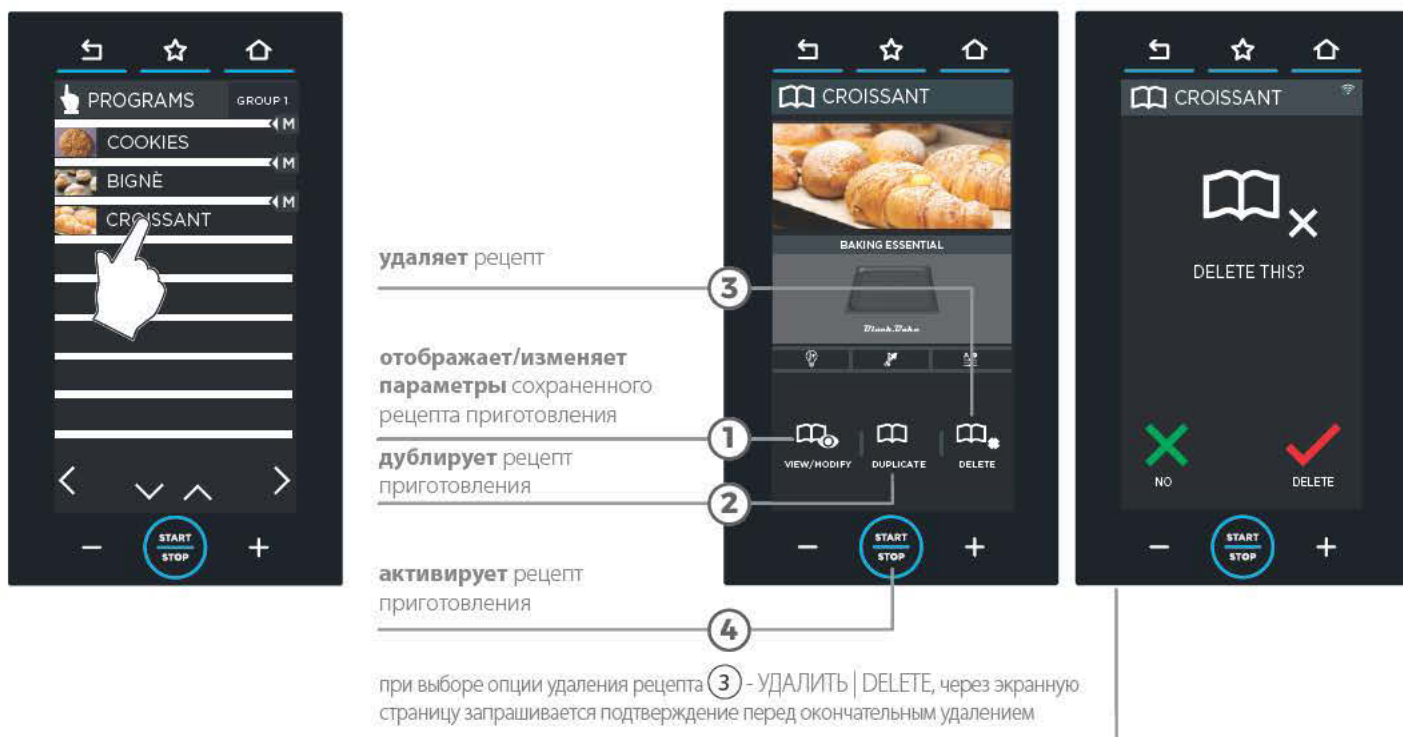 PROGRAMS GROUP 1
M
COOKIES
M
BIGNÈ
M
CROISSANT
START
STOP
удаляет рецепт
3
отображает/изменяет
параметры сохраненного
рецепта приготовления
1
дублирует рецепт
приготовления
2
активирует рецепт
приготовления
4
CROISSANT
BAKING ESSENTIAL
Black.Bake
VIEW/MODIFY DUPLICATE DELETE
START
STOP
CROISSANT
DELETE THIS?
NO DELETE
START
STOP
при выборе опции удаления рецепта 3 - УДАЛИТЬ | DELETE, через экранную
страницу запрашивается подтверждение перед окончательным удалением